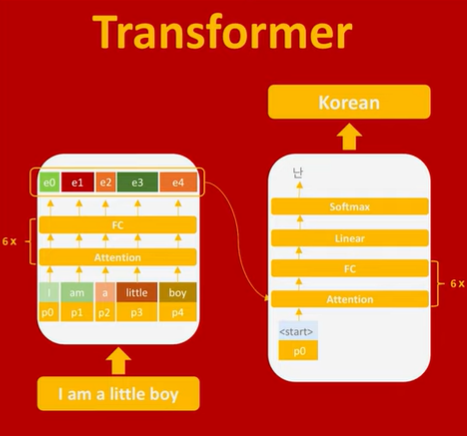 Transformer
Korean
e0 e1 e2 e3 e4
난
Softmax
FC
Linear
6 x
Attention
FC
6 x
I am a little boy
Attention
p0 p1 p2 p3 p4
<start>
p0
I am a little boy